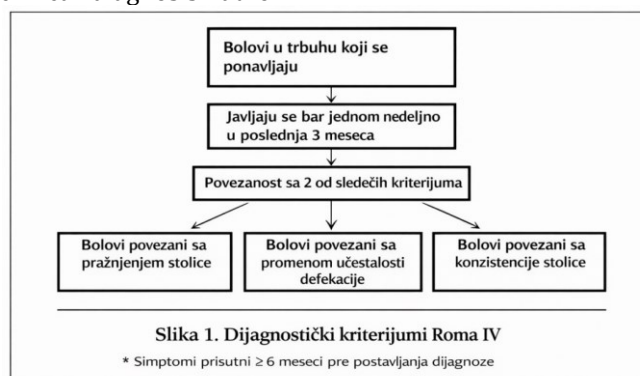 Bolovi u trbuhu koji se
ponavljaju
Javljaju se bar jednom nedeljno
u poslednja 3 meseca
Povezanost sa 2 od sledečih kriterijuma
Bolovi povezani sa
pražnjenjem stolice
Bolovi povezani sa
promenom učestalosti
defekacije
Bolovi povezani sa
konzistencije stolice
Slika 1. Dijagnostički kriterijumi Roma IV
* Simptomi prisutni ≥ 6 meseci pre postavljanja dijagnoze